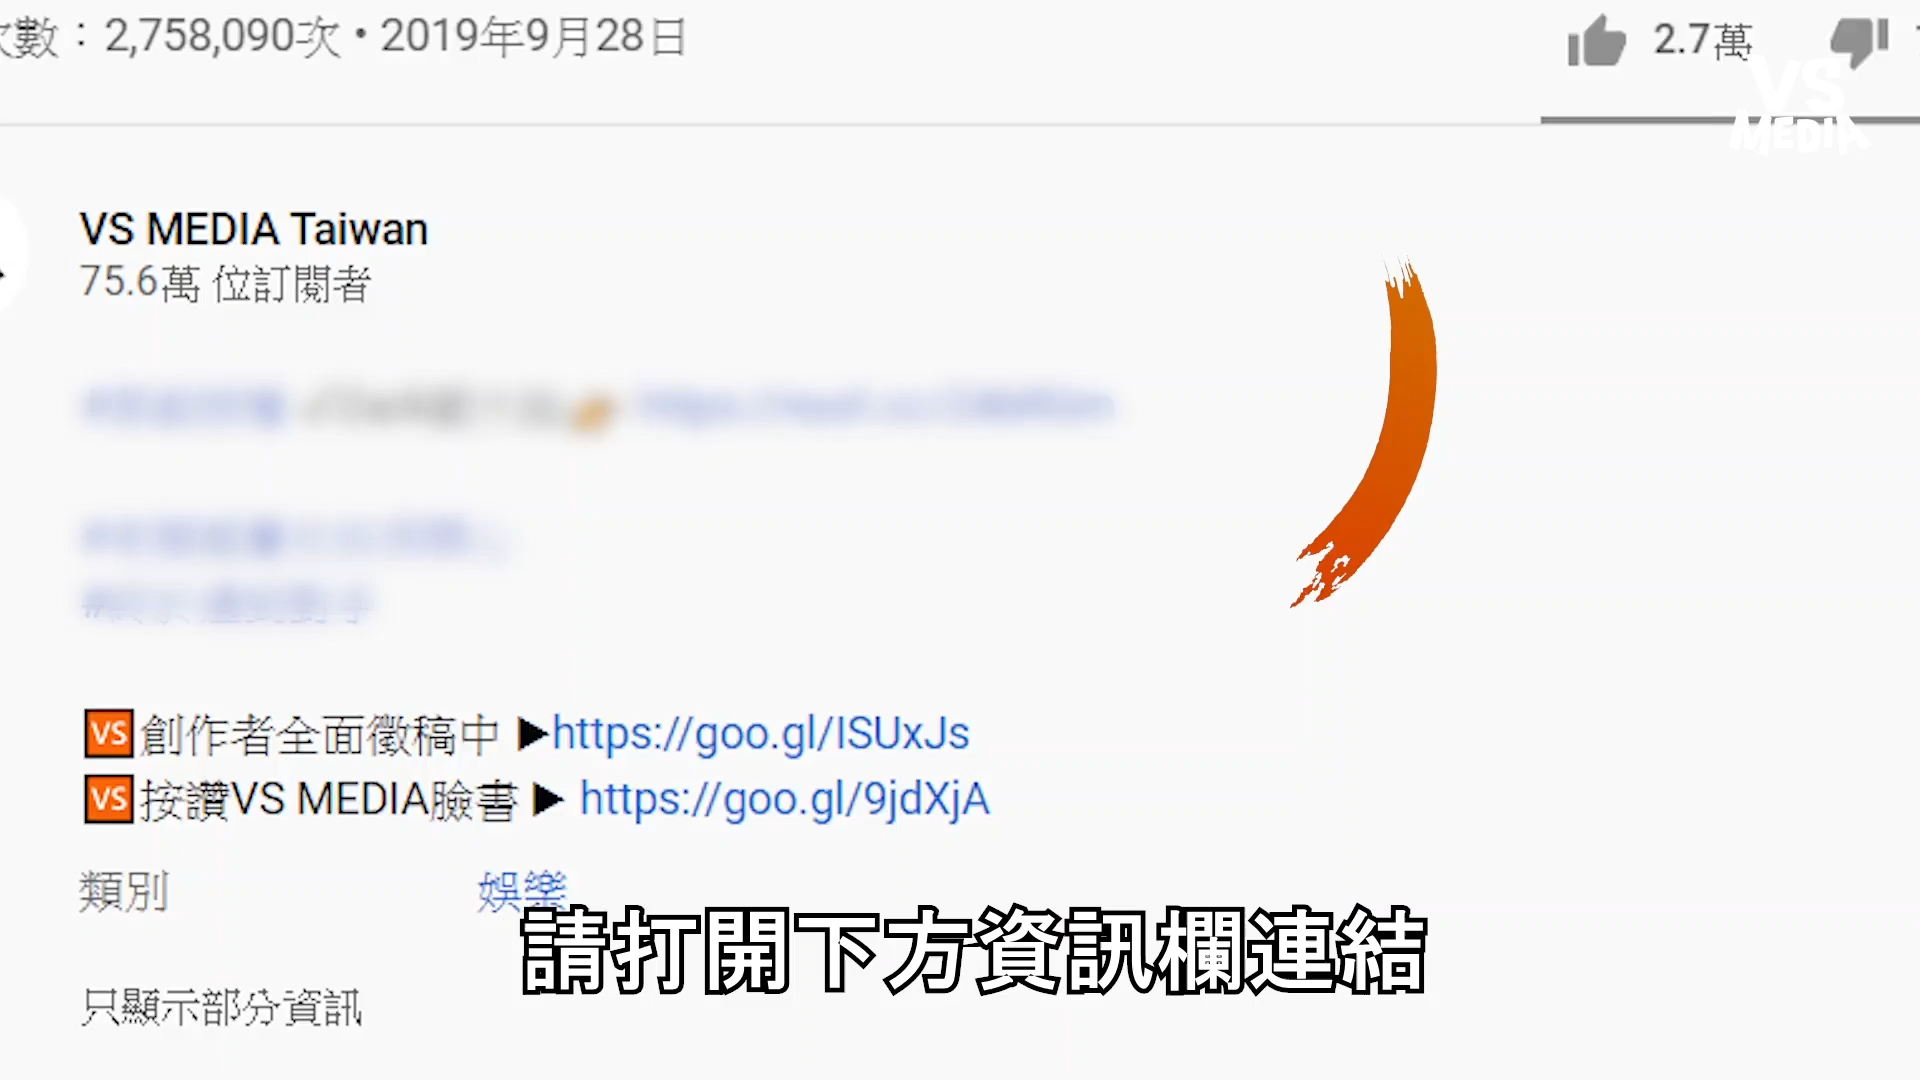 數：2,758,090次 • 2019年9月28日
2.7萬
VS
MEDIA
VS MEDIA Taiwan
75.6萬 位訂閱者
VS 創作者全面徵稿中 ▶https://goo.gl/ISUxJs
VS 按讚VS MEDIA臉書 ▶ https://goo.gl/9jdXjA
類別 娛樂
請打開下方資訊欄連結
只顯示部分資訊